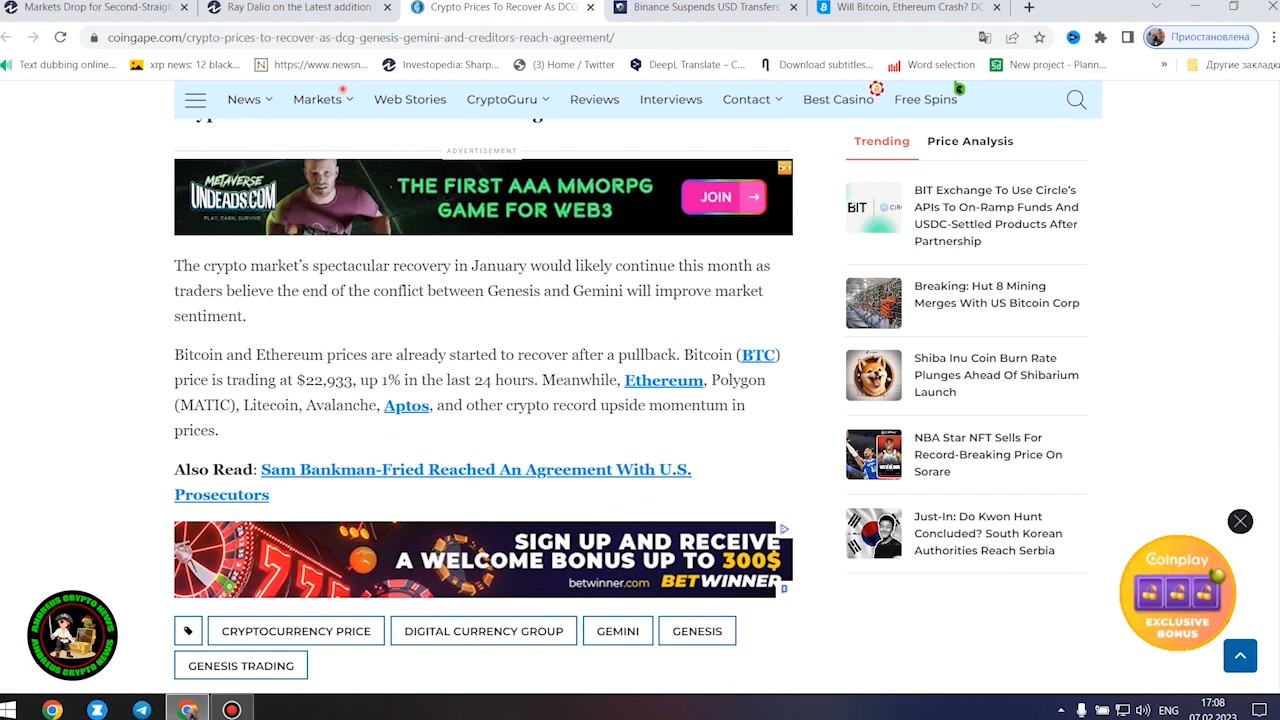 Markets Drop for Second-Straigh
Ray Dalio on the Latest addition
Crypto Prices To Recover As DCG
Binance Suspends USD Transfers
Will Bitcoin, Ethereum Crash? DC
coingape.com/crypto-prices-to-recover-as-dcg-genesis-gemini-and-creditors-reach-agreement/
Приостановлена
Text dubbing online...
xrp news: 12 black...
https://www.newsn...
Investopedia: Sharp...
(3) Home / Twitter
DeepL Translate – C...
Download subtitles...
Word selection
New project - Plann...
»
Другие закладки
News
Markets
Web Stories
CryptoGuru
Reviews
Interviews
Contact
Best Casino
Free Spins
ADVERTISEMENT
METAVERSE
UNDEADS.COM
PLAY, EARN, SURVIVE
THE FIRST AAA MMORPG
GAME FOR WEB3
JOIN
The crypto market's spectacular recovery in January would likely continue this month as
traders believe the end of the conflict between Genesis and Gemini will improve market
sentiment.
Bitcoin and Ethereum prices are already started to recover after a pullback. Bitcoin (BTC)
price is trading at $22,933, up 1% in the last 24 hours. Meanwhile, Ethereum, Polygon
(MATIC), Litecoin, Avalanche, Aptos, and other crypto record upside momentum in
prices.
Also Read: Sam Bankman-Fried Reached An Agreement With U.S.
Prosecutors
SIGN UP AND RECEIVE
A WELCOME BONUS UP TO 300$
betwinner.com BETWINNER
CRYPTOCURRENCY PRICE
DIGITAL CURRENCY GROUP
GEMINI
GENESIS
GENESIS TRADING
Trending
Price Analysis
BIT
CIR
BIT Exchange To Use Circle's
APIs To On-Ramp Funds And
USDC-Settled Products After
Partnership
Breaking: Hut 8 Mining
Merges With US Bitcoin Corp
Shiba Inu Coin Burn Rate
Plunges Ahead Of Shibarium
Launch
NBA Star NFT Sells For
Record-Breaking Price On
Sorare
Just-In: Do Kwon Hunt
Concluded? South Korean
Authorities Reach Serbia
Coinplay
EXCLUSIVE
BONUS
ANDREUS CRYPTO NEWS
ANDREUS CRYPTO NEWS
ENG
17:08
07.02.2023